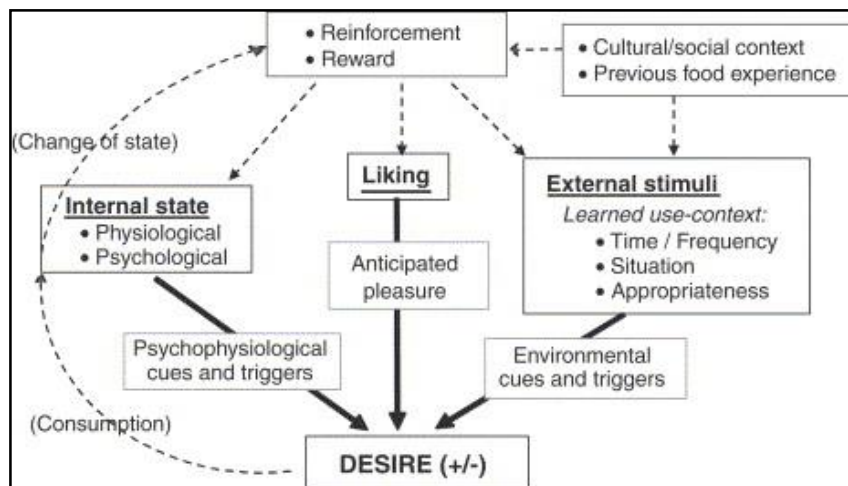 • Reinforcement
• Reward
• Cultural/social context
• Previous food experience
(Change of state)
Internal state
• Physiological
• Psychological
Liking
External stimuli
Learned use-context:
• Time / Frequency
• Situation
• Appropriateness
Anticipated
pleasure
Psychophysiological
cues and triggers
Environmental
cues and triggers
(Consumption)
DESIRE (+/-)